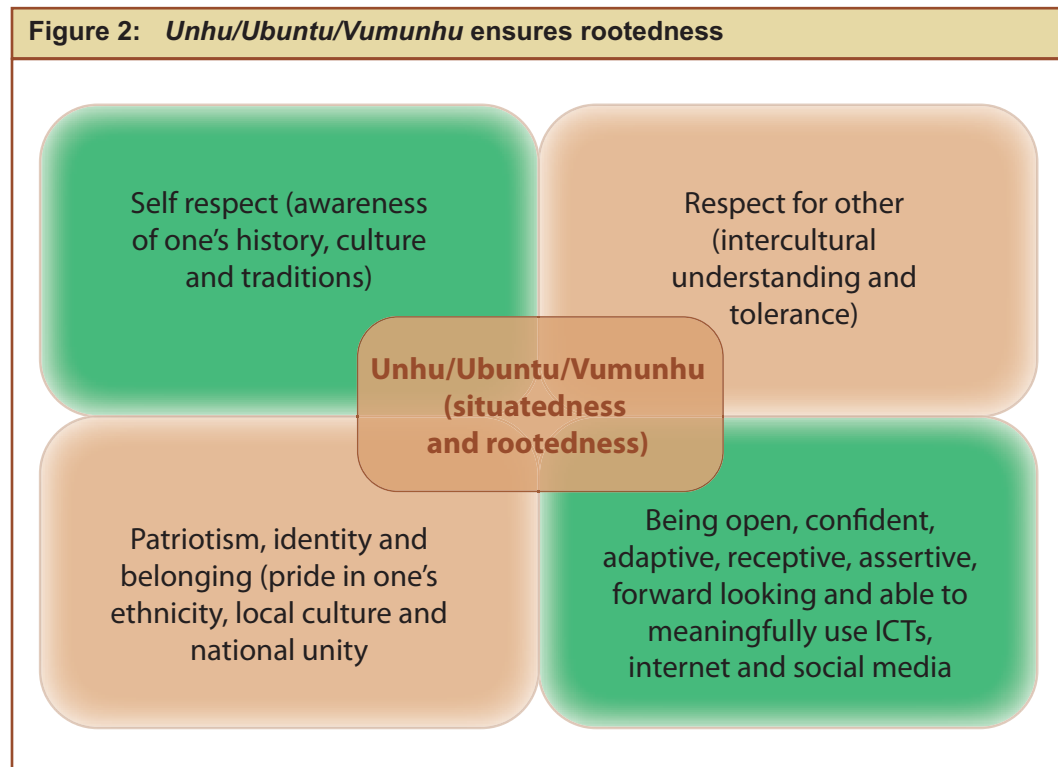 Figure 2: Unhu/Ubuntu/Vumunhu ensures rootedness
Self respect (awareness
of one’s history, culture
and traditions)
Respect for other
(intercultural
understanding and
tolerance)
Unhu/Ubuntu/Vumunhu
(situatedness
and rootedness)
Patriotism, identity and
belonging (pride in one’s
ethnicity, local culture and
national unity
Being open, confident,
adaptive, receptive, assertive,
forward looking and able to
meaningfully use ICTs,
internet and social media